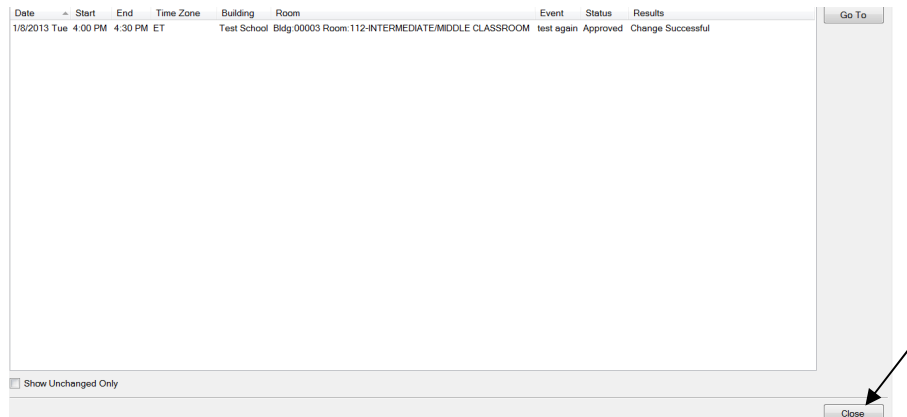 Date Start End Time Zone Building Room Event Status Results
Go To
1/8/2013 Tue 4:00 PM 4:30 PM ET Test School Bldg:00003 Room:112-INTERMEDIATE/MIDDLE CLASSROOM test again Approved Change Successful
Show Unchanged Only
Close